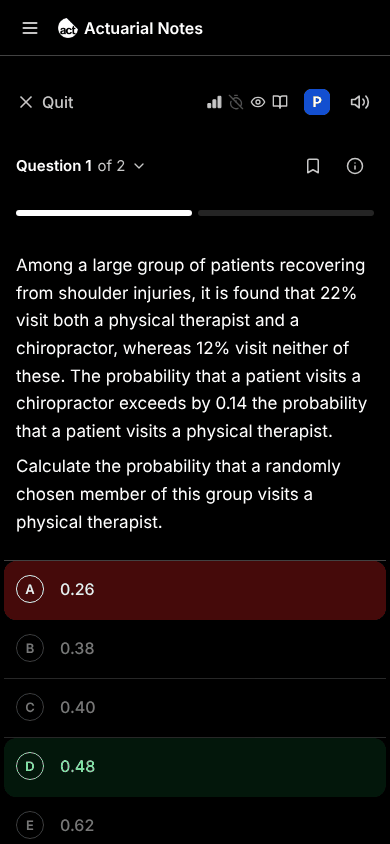 act Actuarial Notes
Quit
P
Question 1 of 2
Among a large group of patients recovering
from shoulder injuries, it is found that 22%
visit both a physical therapist and a
chiropractor, whereas 12% visit neither of
these. The probability that a patient visits a
chiropractor exceeds by 0.14 the probability
that a patient visits a physical therapist.
Calculate the probability that a randomly
chosen member of this group visits a
physical therapist.
A 0.26
B 0.38
C 0.40
D 0.48
E 0.62